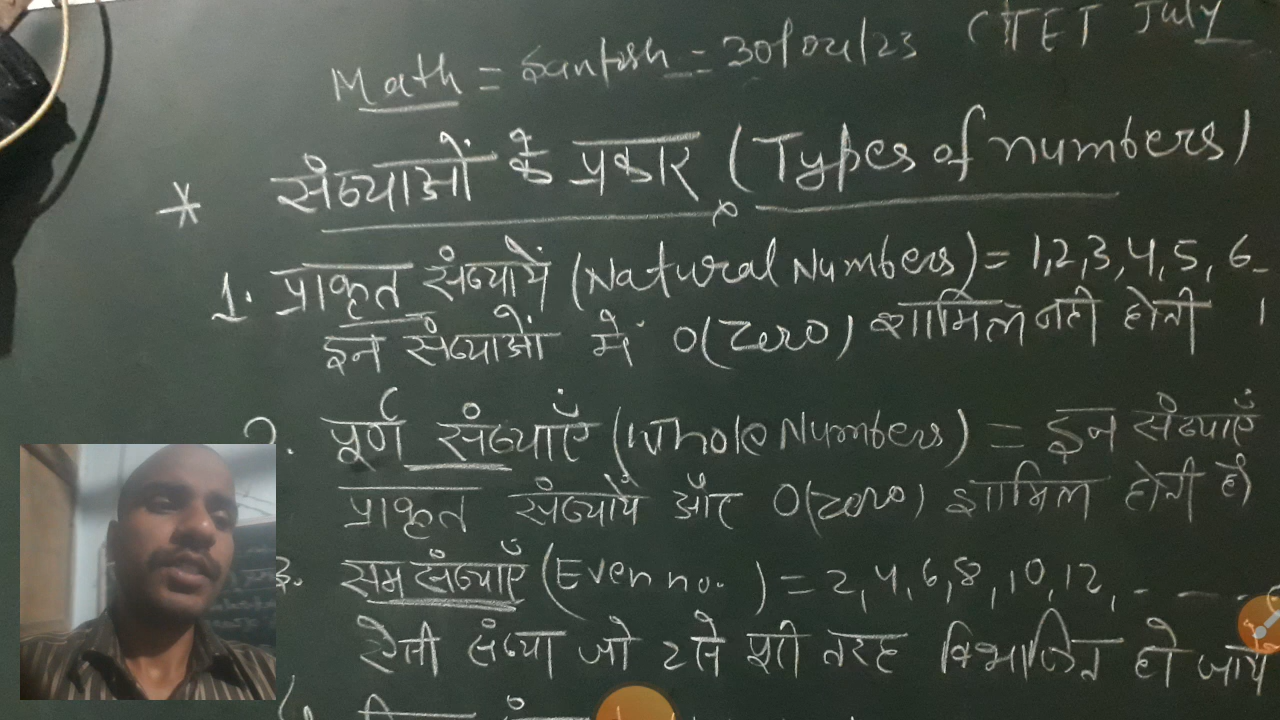 Math = Santosh = 30/04/23 CTET July
* संख्याओं के प्रकार (Types of numbers)
1. प्राकृत संख्यायें (Natural Numbers) = 1,2,3,4,5,6-
इन संख्याओं में 0(Zero) शामिल नही होती ।
2. पूर्ण संख्याएँ (Whole Numbers) = इन संख्याएँ
प्राकृत संख्यायें और 0(Zero) शामिल होती है
3. सम संख्याएँ (Even no.) = 2,4,6,8,10,12,- - -
ऐसी संख्या जो 2 से पूरी तरह विभाजित हो जाये